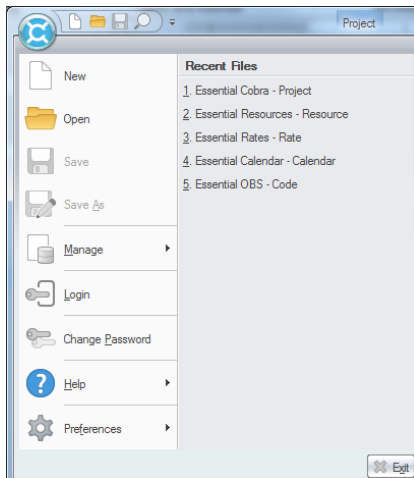 Project
New
Open
Save
Save As
Manage
Login
Change Password
Help
Preferences
Recent Files
1. Essential Cobra - Project
2. Essential Resources - Resource
3. Essential Rates - Rate
4. Essential Calendar - Calendar
5. Essential OBS - Code
Exit